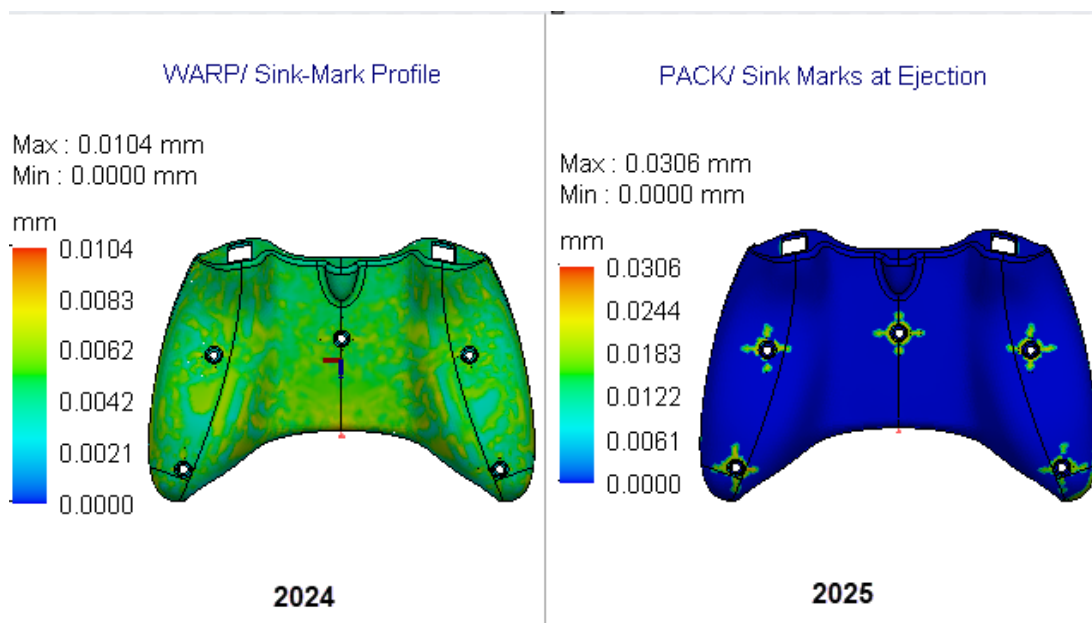 WARP/ Sink-Mark Profile
Max : 0.0104 mm
Min : 0.0000 mm
mm
0.0104
0.0083
0.0062
0.0042
0.0021
0.0000
2024
PACK/ Sink Marks at Ejection
Max : 0.0306 mm
Min : 0.0000 mm
mm
0.0306
0.0244
0.0183
0.0122
0.0061
0.0000
2025